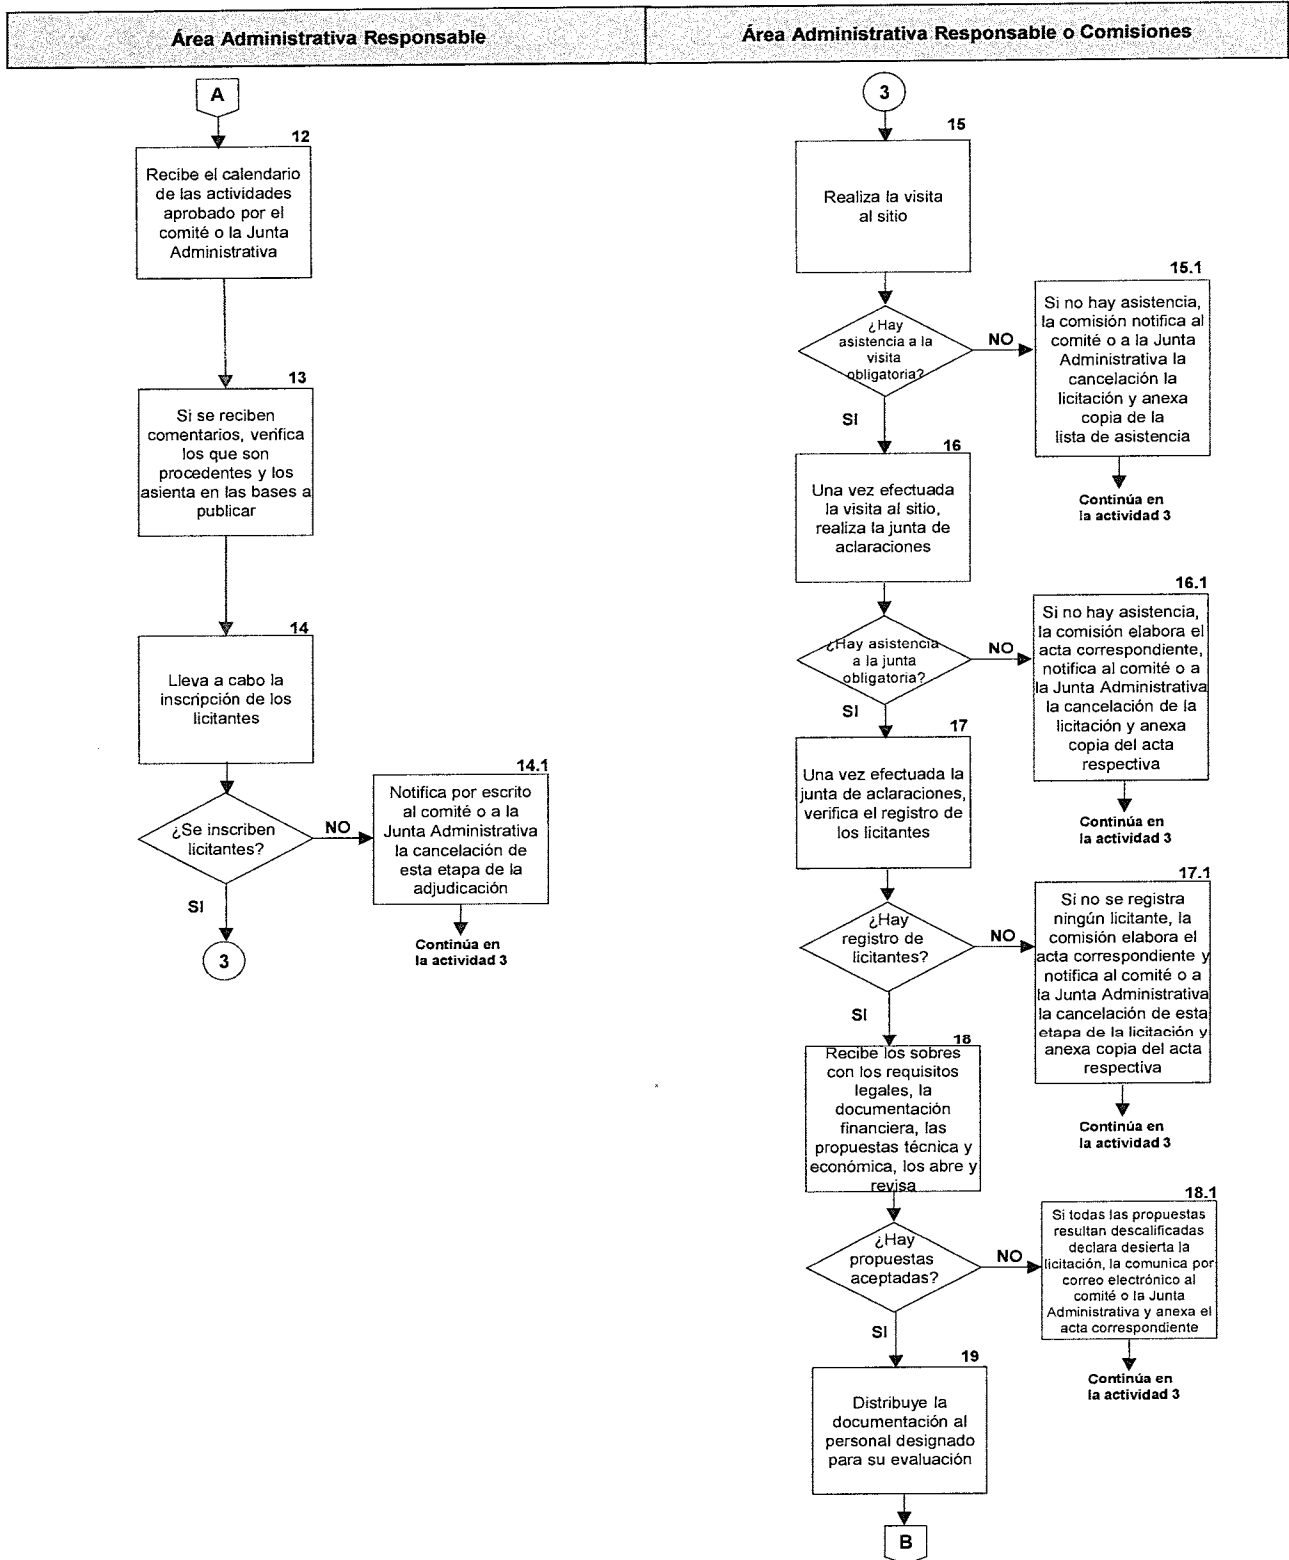 Área Administrativa Responsable
Área Administrativa Responsable o Comisiones
A
12
Recibe el calendario
de las actividades
aprobado por el
comité o la Junta
Administrativa
13
Si se reciben
comentarios, verifica
los que son
procedentes y los
asienta en las bases a
publicar
14
Lleva a cabo la
inscripción de los
licitantes
¿Se inscriben
licitantes?
NO
14.1
Notifica por escrito
al comité o a la
Junta Administrativa
la cancelación de
esta etapa de la
adjudicación
Continúa en
la actividad 3
SI
3
3
15
Realiza la visita
al sitio
¿Hay
asistencia a la
visita
obligatoria?
NO
15.1
Si no hay asistencia,
la comisión notifica al
comité o a la Junta
Administrativa la
cancelación la
licitación y anexa
copia de la
lista de asistencia
Continúa en
la actividad 3
SI
16
Una vez efectuada
la visita al sitio,
realiza la junta de
aclaraciones
¿Hay asistencia
a la junta
obligatoria?
NO
16.1
Si no hay asistencia,
la comisión elabora el
acta correspondiente,
notifica al comité o a
la Junta Administrativa
la cancelación de la
licitación y anexa
copia del acta
respectiva
Continúa en
la actividad 3
SI
17
Una vez efectuada la
junta de aclaraciones,
verifica el registro de
los licitantes
¿Hay
registro de
licitantes?
NO
17.1
Si no se registra
ningún licitante, la
comisión elabora el
acta correspondiente y
notifica al comité o a
la Junta Administrativa
la cancelación de esta
etapa de la licitación y
anexa copia del acta
respectiva
Continúa en
la actividad 3
SI
18
Recibe los sobres
con los requisitos
legales, la
documentación
financiera, las
propuestas técnica y
económica, los abre y
revisa
¿Hay
propuestas
aceptadas?
NO
18.1
Si todas las propuestas
resultan descalificadas
declara desierta la
licitación, la comunica por
correo electrónico al
comité o la Junta
Administrativa y anexa el
acta correspondiente
Continúa en
la actividad 3
SI
19
Distribuye la
documentación al
personal designado
para su evaluación
B